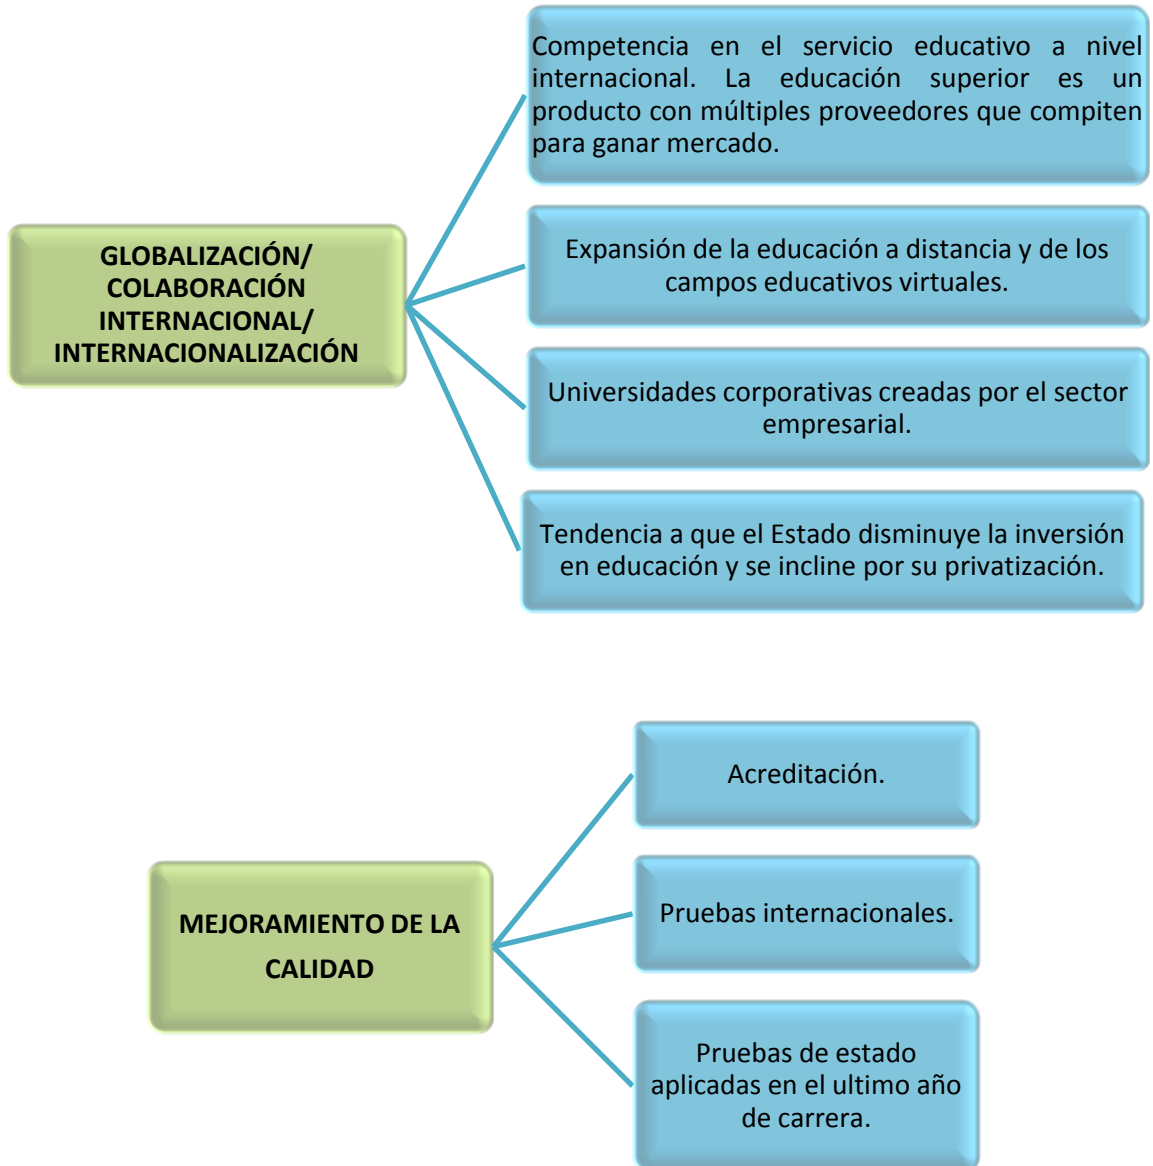 Competencia en el servicio educativo a nivel
internacional. La educación superior es un
producto con múltiples proveedores que compiten
para ganar mercado.
GLOBALIZACIÓN/
COLABORACIÓN
INTERNACIONAL/
INTERNACIONALIZACIÓN
Expansión de la educación a distancia y de los
campos educativos virtuales.
Universidades corporativas creadas por el sector
empresarial.
Tendencia a que el Estado disminuye la inversión
en educación y se incline por su privatización.
MEJORAMIENTO DE LA
CALIDAD
Acreditación.
Pruebas internacionales.
Pruebas de estado
aplicadas en el ultimo año
de carrera.